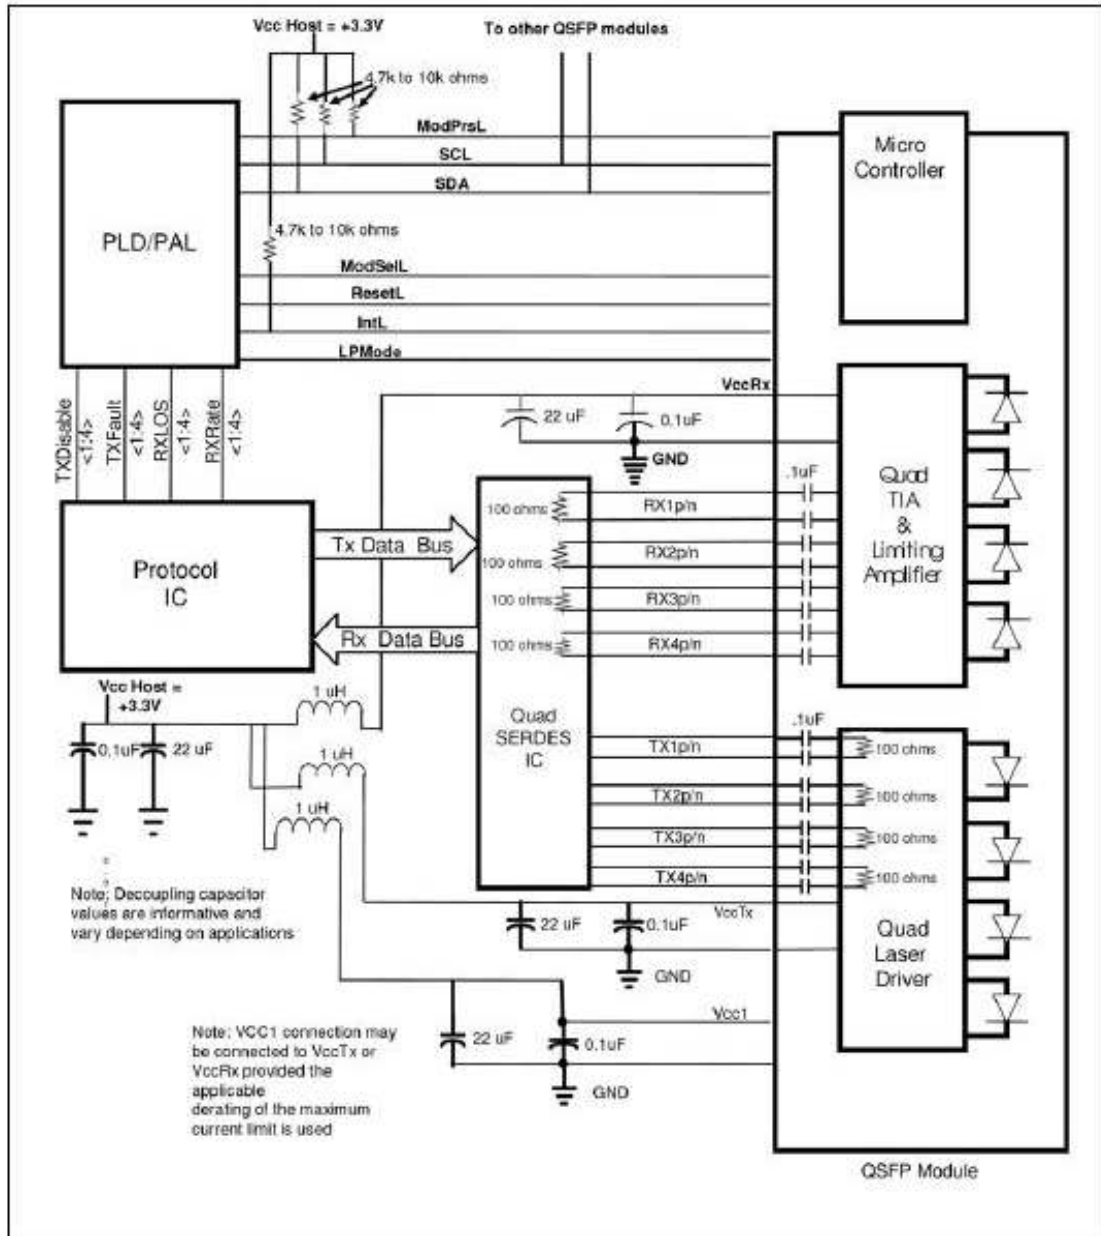 Vcc Host = +3.3V
To other QSFP modules
4.7k to 10k ohms
ModPrsL
SCL
SDA
Micro
Controller
PLD/PAL
4.7k to 10k ohms
ModSelL
ResetL
IntL
LPMode
VccRx
22 uF
0.1uF
GND
TXDisable
<1:4>
TXFault
<1:4>
RXLOS
<1:4>
RXRate
<1:4>
.1uF
Quad
TIA
&
Limiting
Amplifier
100 ohms
RX1p/n
Tx Data Bus
100 ohms
RX2p/n
Protocol
IC
100 ohms
RX3p/n
Rx Data Bus
100 ohms
RX4p/n
Vcc Host =
+3.3V
1 uH
0.1uF
22 uF
1 uH
1 uH
Quad
SERDES
IC
.1uF
TX1p/n
100 ohms
TX2p/n
100 ohms
TX3p/n
100 ohms
TX4p/n
100 ohms
Note: Decoupling capacitor
values are informative and
vary depending on applications
VccTx
22 uF
0.1uF
GND
Quad
Laser
Driver
Vcc1
22 uF
0.1uF
GND
Note: VCC1 connection may
be connected to VccTx or
VccRx provided the
applicable
derating of the maximum
current limit is used
QSFP Module